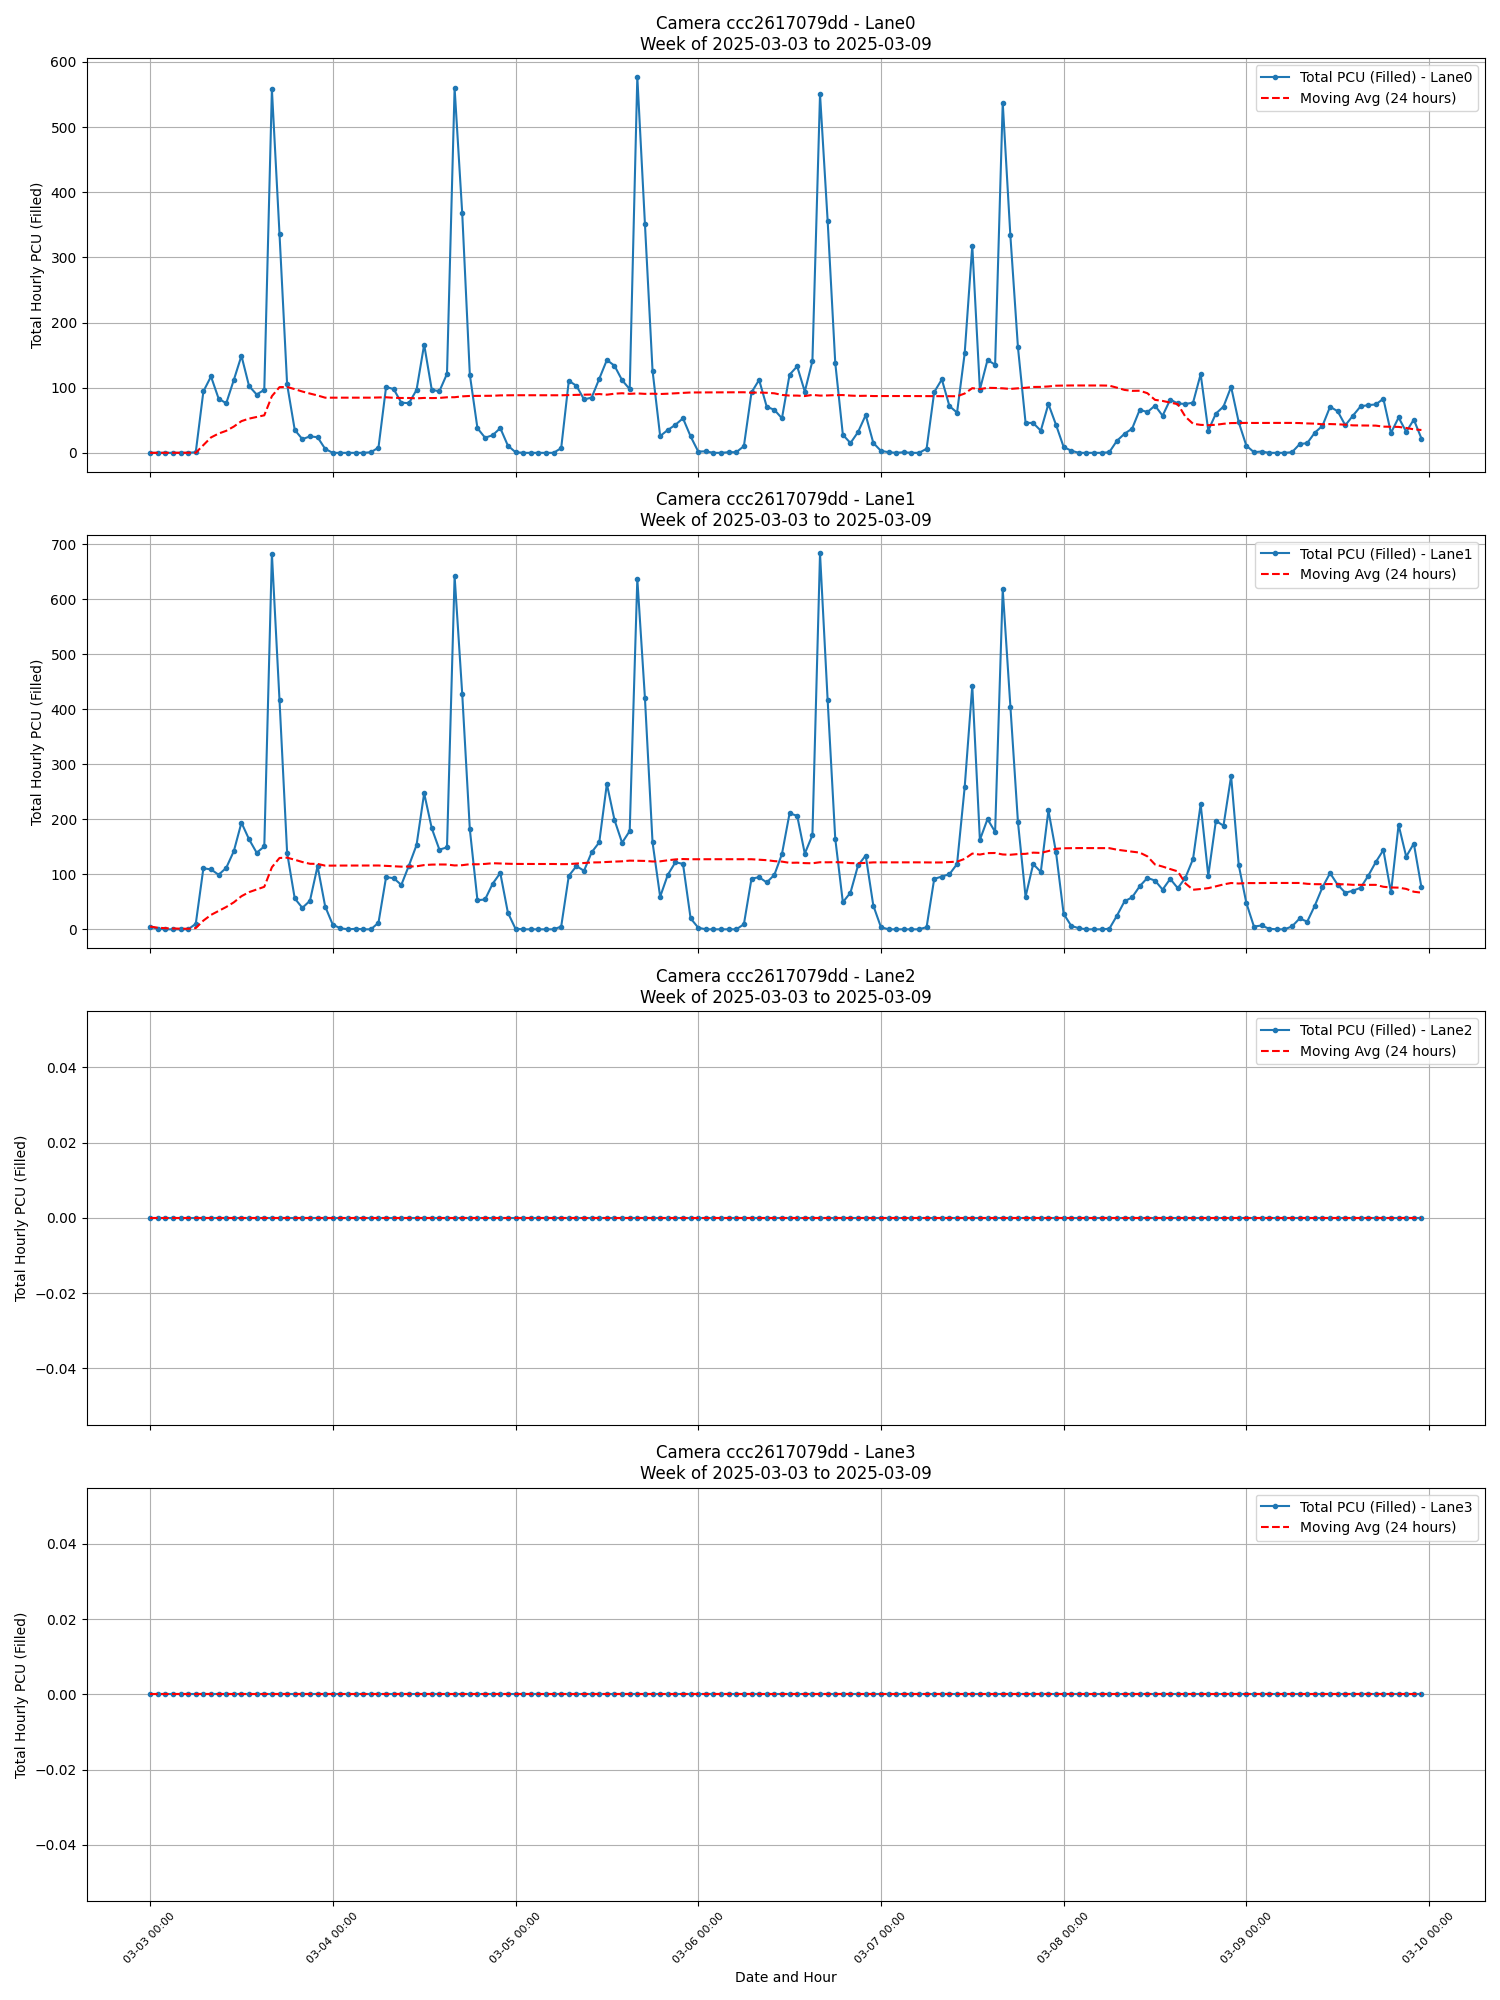 Camera ccc2617079dd - Lane0
Week of 2025-03-03 to 2025-03-09
Total PCU (Filled) - Lane0
Moving Avg (24 hours)
Total Hourly PCU (Filled)
600
500
400
300
200
100
0
Camera ccc2617079dd - Lane1
Week of 2025-03-03 to 2025-03-09
Total PCU (Filled) - Lane1
Moving Avg (24 hours)
Total Hourly PCU (Filled)
700
600
500
400
300
200
100
0
Camera ccc2617079dd - Lane2
Week of 2025-03-03 to 2025-03-09
Total PCU (Filled) - Lane2
Moving Avg (24 hours)
Total Hourly PCU (Filled)
0.04
0.02
0.00
−0.02
−0.04
Camera ccc2617079dd - Lane3
Week of 2025-03-03 to 2025-03-09
Total PCU (Filled) - Lane3
Moving Avg (24 hours)
Total Hourly PCU (Filled)
0.04
0.02
0.00
−0.02
−0.04
03-03 00:00
03-04 00:00
03-05 00:00
03-06 00:00
03-07 00:00
03-08 00:00
03-09 00:00
03-10 00:00
Date and Hour